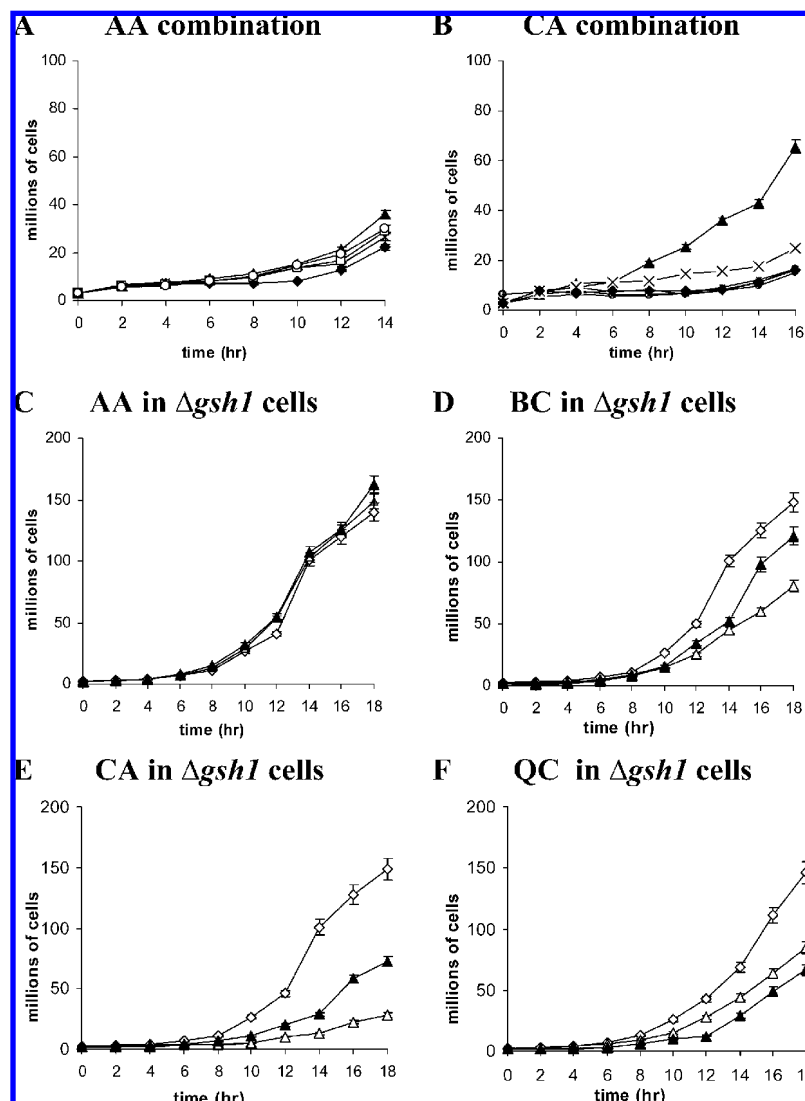 A AA combination
B CA combination
100
80
60
40
20
0
millions of cells
0 2 4 6 8 10 12 14
time (hr)
100
80
60
40
20
0
millions of cells
0 2 4 6 8 10 12 14 16
time (hr)
C AA in Δgsh1 cells
D BC in Δgsh1 cells
200
150
100
50
0
millions of cells
0 2 4 6 8 10 12 14 16 18
time (hr)
200
150
100
50
0
millions of cells
0 2 4 6 8 10 12 14 16 18
time (hr)
E CA in Δgsh1 cells
F QC in Δgsh1 cells
200
150
100
50
0
millions of cells
0 2 4 6 8 10 12 14 16 18
time (hr)
200
150
100
50
0
millions of cells
0 2 4 6 8 10 12 14 16
time (hr)